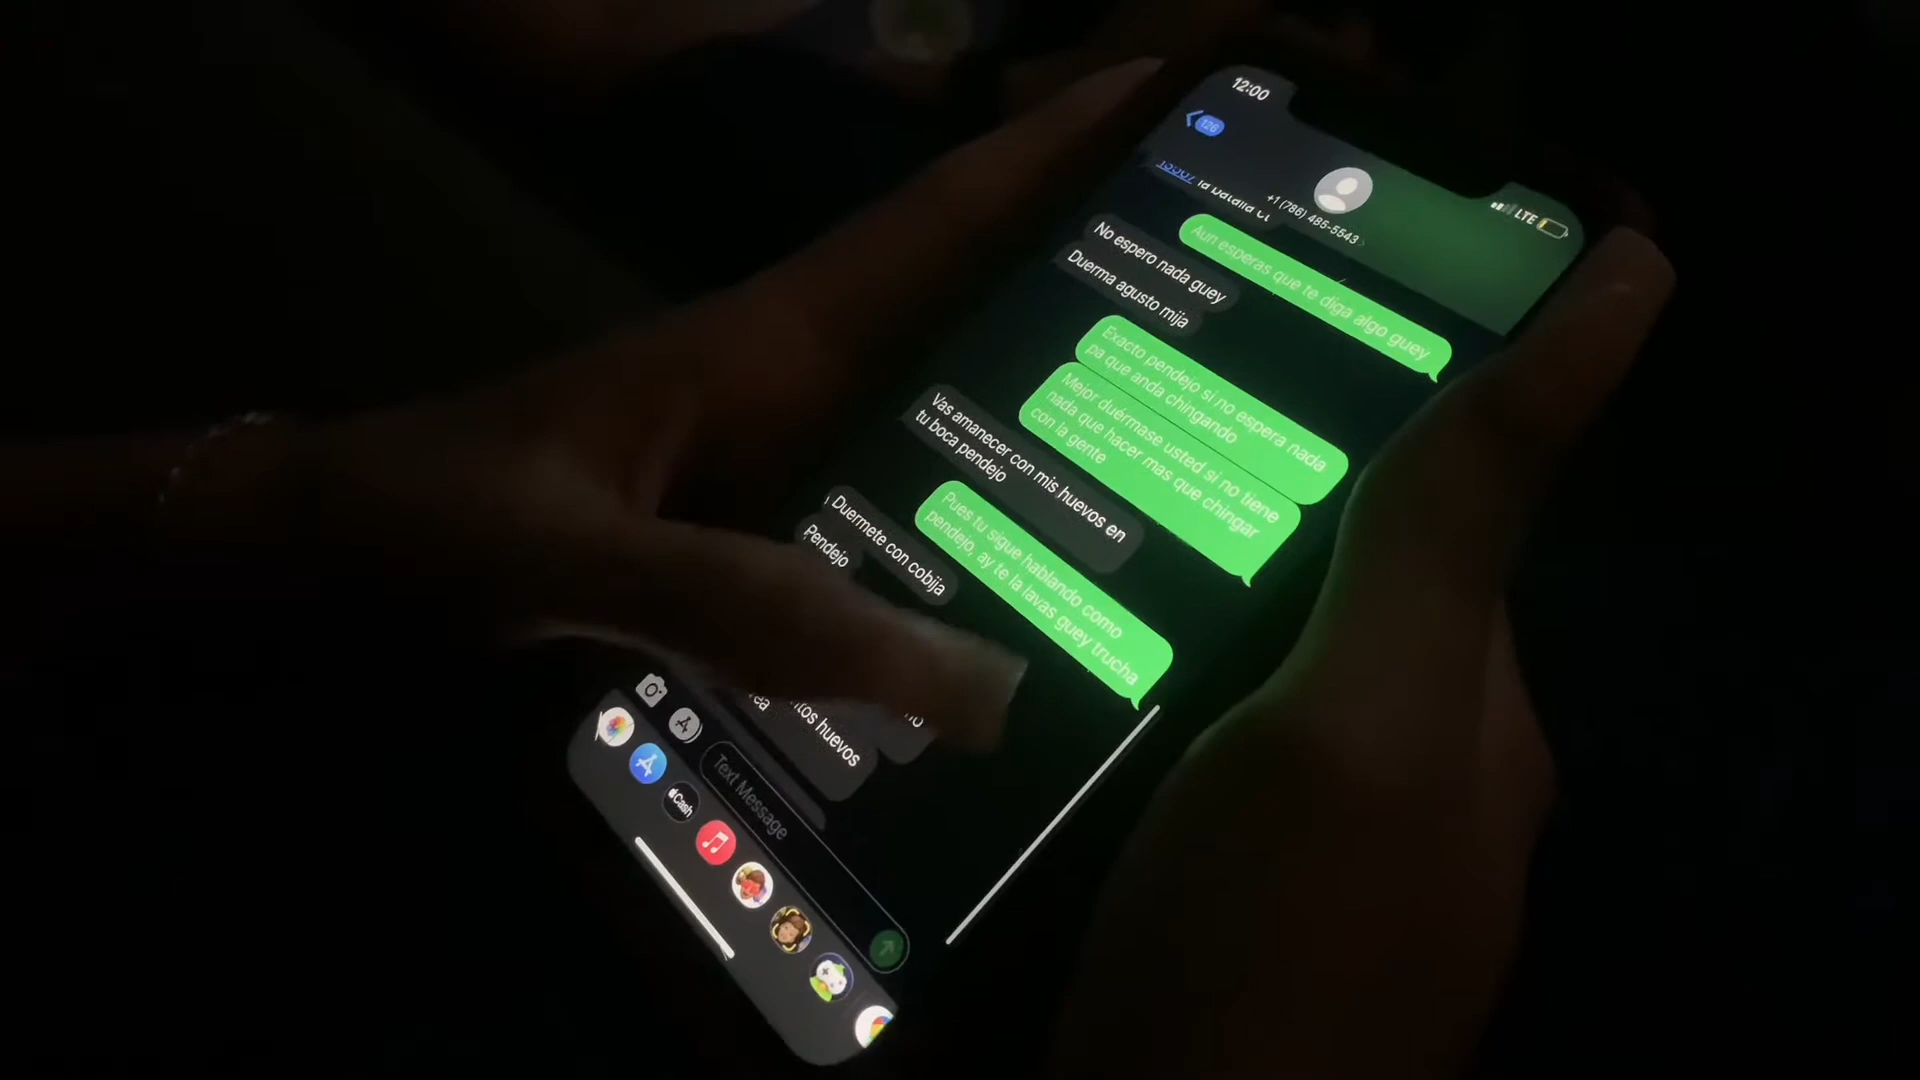 12:00
126
LTE
+1 (786) 485-5543
Aun esperas que te diga algo guey
No espero nada guey
Duerma agusto mija
Exacto pendejo si no espera nada
pa que anda chingando
Mejor duérmase usted si no tiene
nada que hacer mas que chingar
con la gente
Vas amanecer con mis huevos en
tu boca pendejo
Pues tu sigue hablando como
pendejo, ay te la lavas guey trucha
Duermete con cobija
Pendejo
huevos
Text Message
Cash